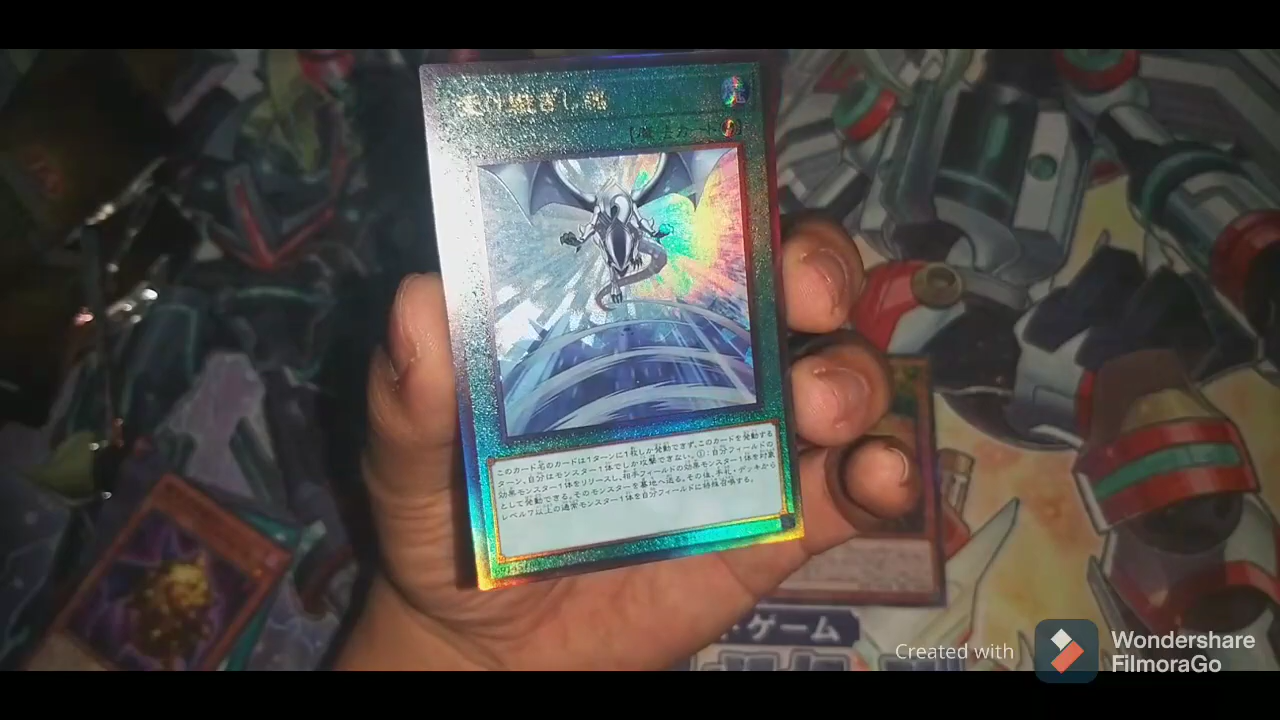 受け継ぎし魂
【魔法カード】
このカード名のカードは1ターンに1枚しか発動できず、このカードを発動する
ターン、自分はモンスター1体でしか攻撃できない。①:自分フィールドの
効果モンスター1体をリリースし、相手フィールドの効果モンスター1体を対象
として発動できる。そのモンスターを墓地へ送る。その後、手札・デッキから
レベル7以上の通常モンスター1体を自分フィールドに特殊召喚する。
ドゲーム
Created with
Wondershare
FilmoraGo